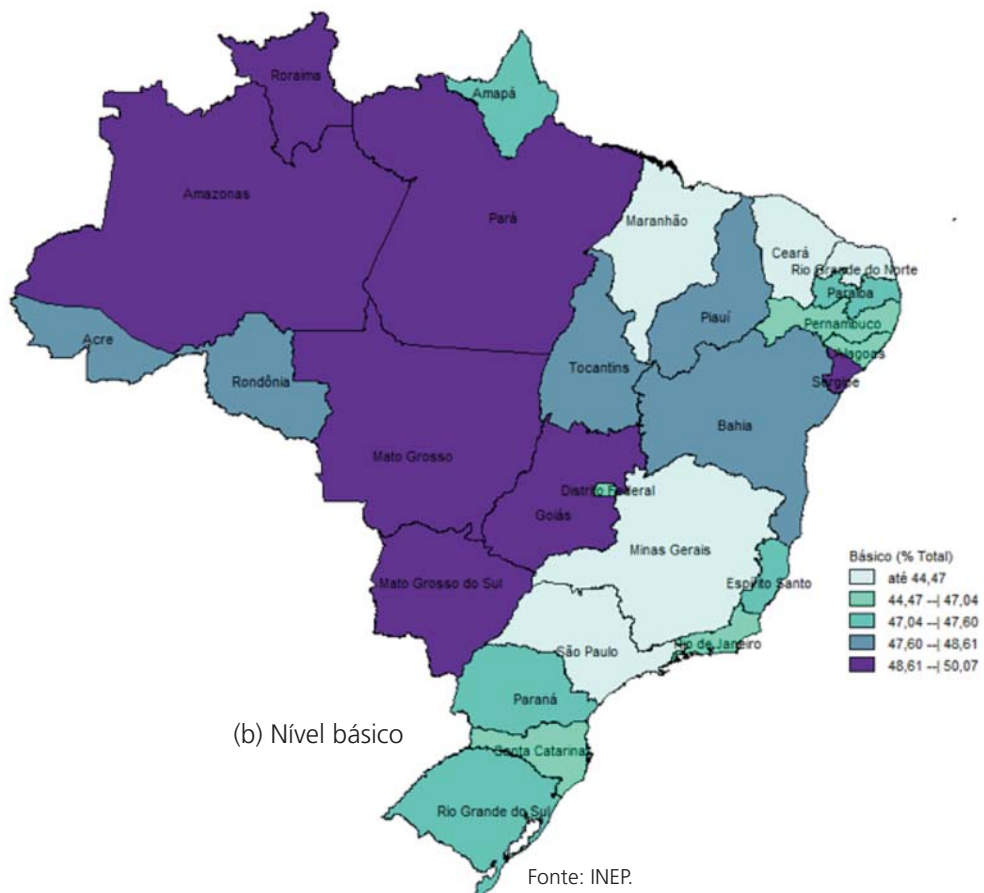 Roraima
Amapá
Amazonas
Pará
Maranhão
Ceará
Rio Grande do Norte
Paraíba
Piauí
Pernambuco
Alagoas
Acre
Rondônia
Tocantins
Sergipe
Bahia
Mato Grosso
Distrito Federal
Goiás
Minas Gerais
Mato Grosso do Sul
Espírito Santo
São Paulo
Rio de Janeiro
Básico (% Total)
até 44,47
44,47 --| 47,04
47,04 --| 47,60
47,60 --| 48,61
48,61 --| 50,07
Paraná
(b) Nível básico
Santa Catarina
Rio Grande do Sul
Fonte: INEP.